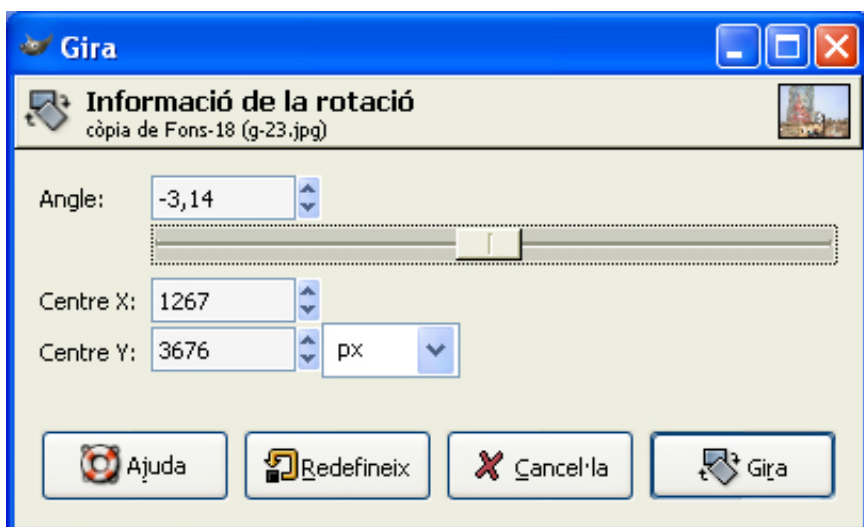 Gira
Informació de la rotació
còpia de Fons-18 (g-23.jpg)
Angle: -3,14
Centre X: 1267
Centre Y: 3676 px
Ajuda Redefineix Cancel·la Gira